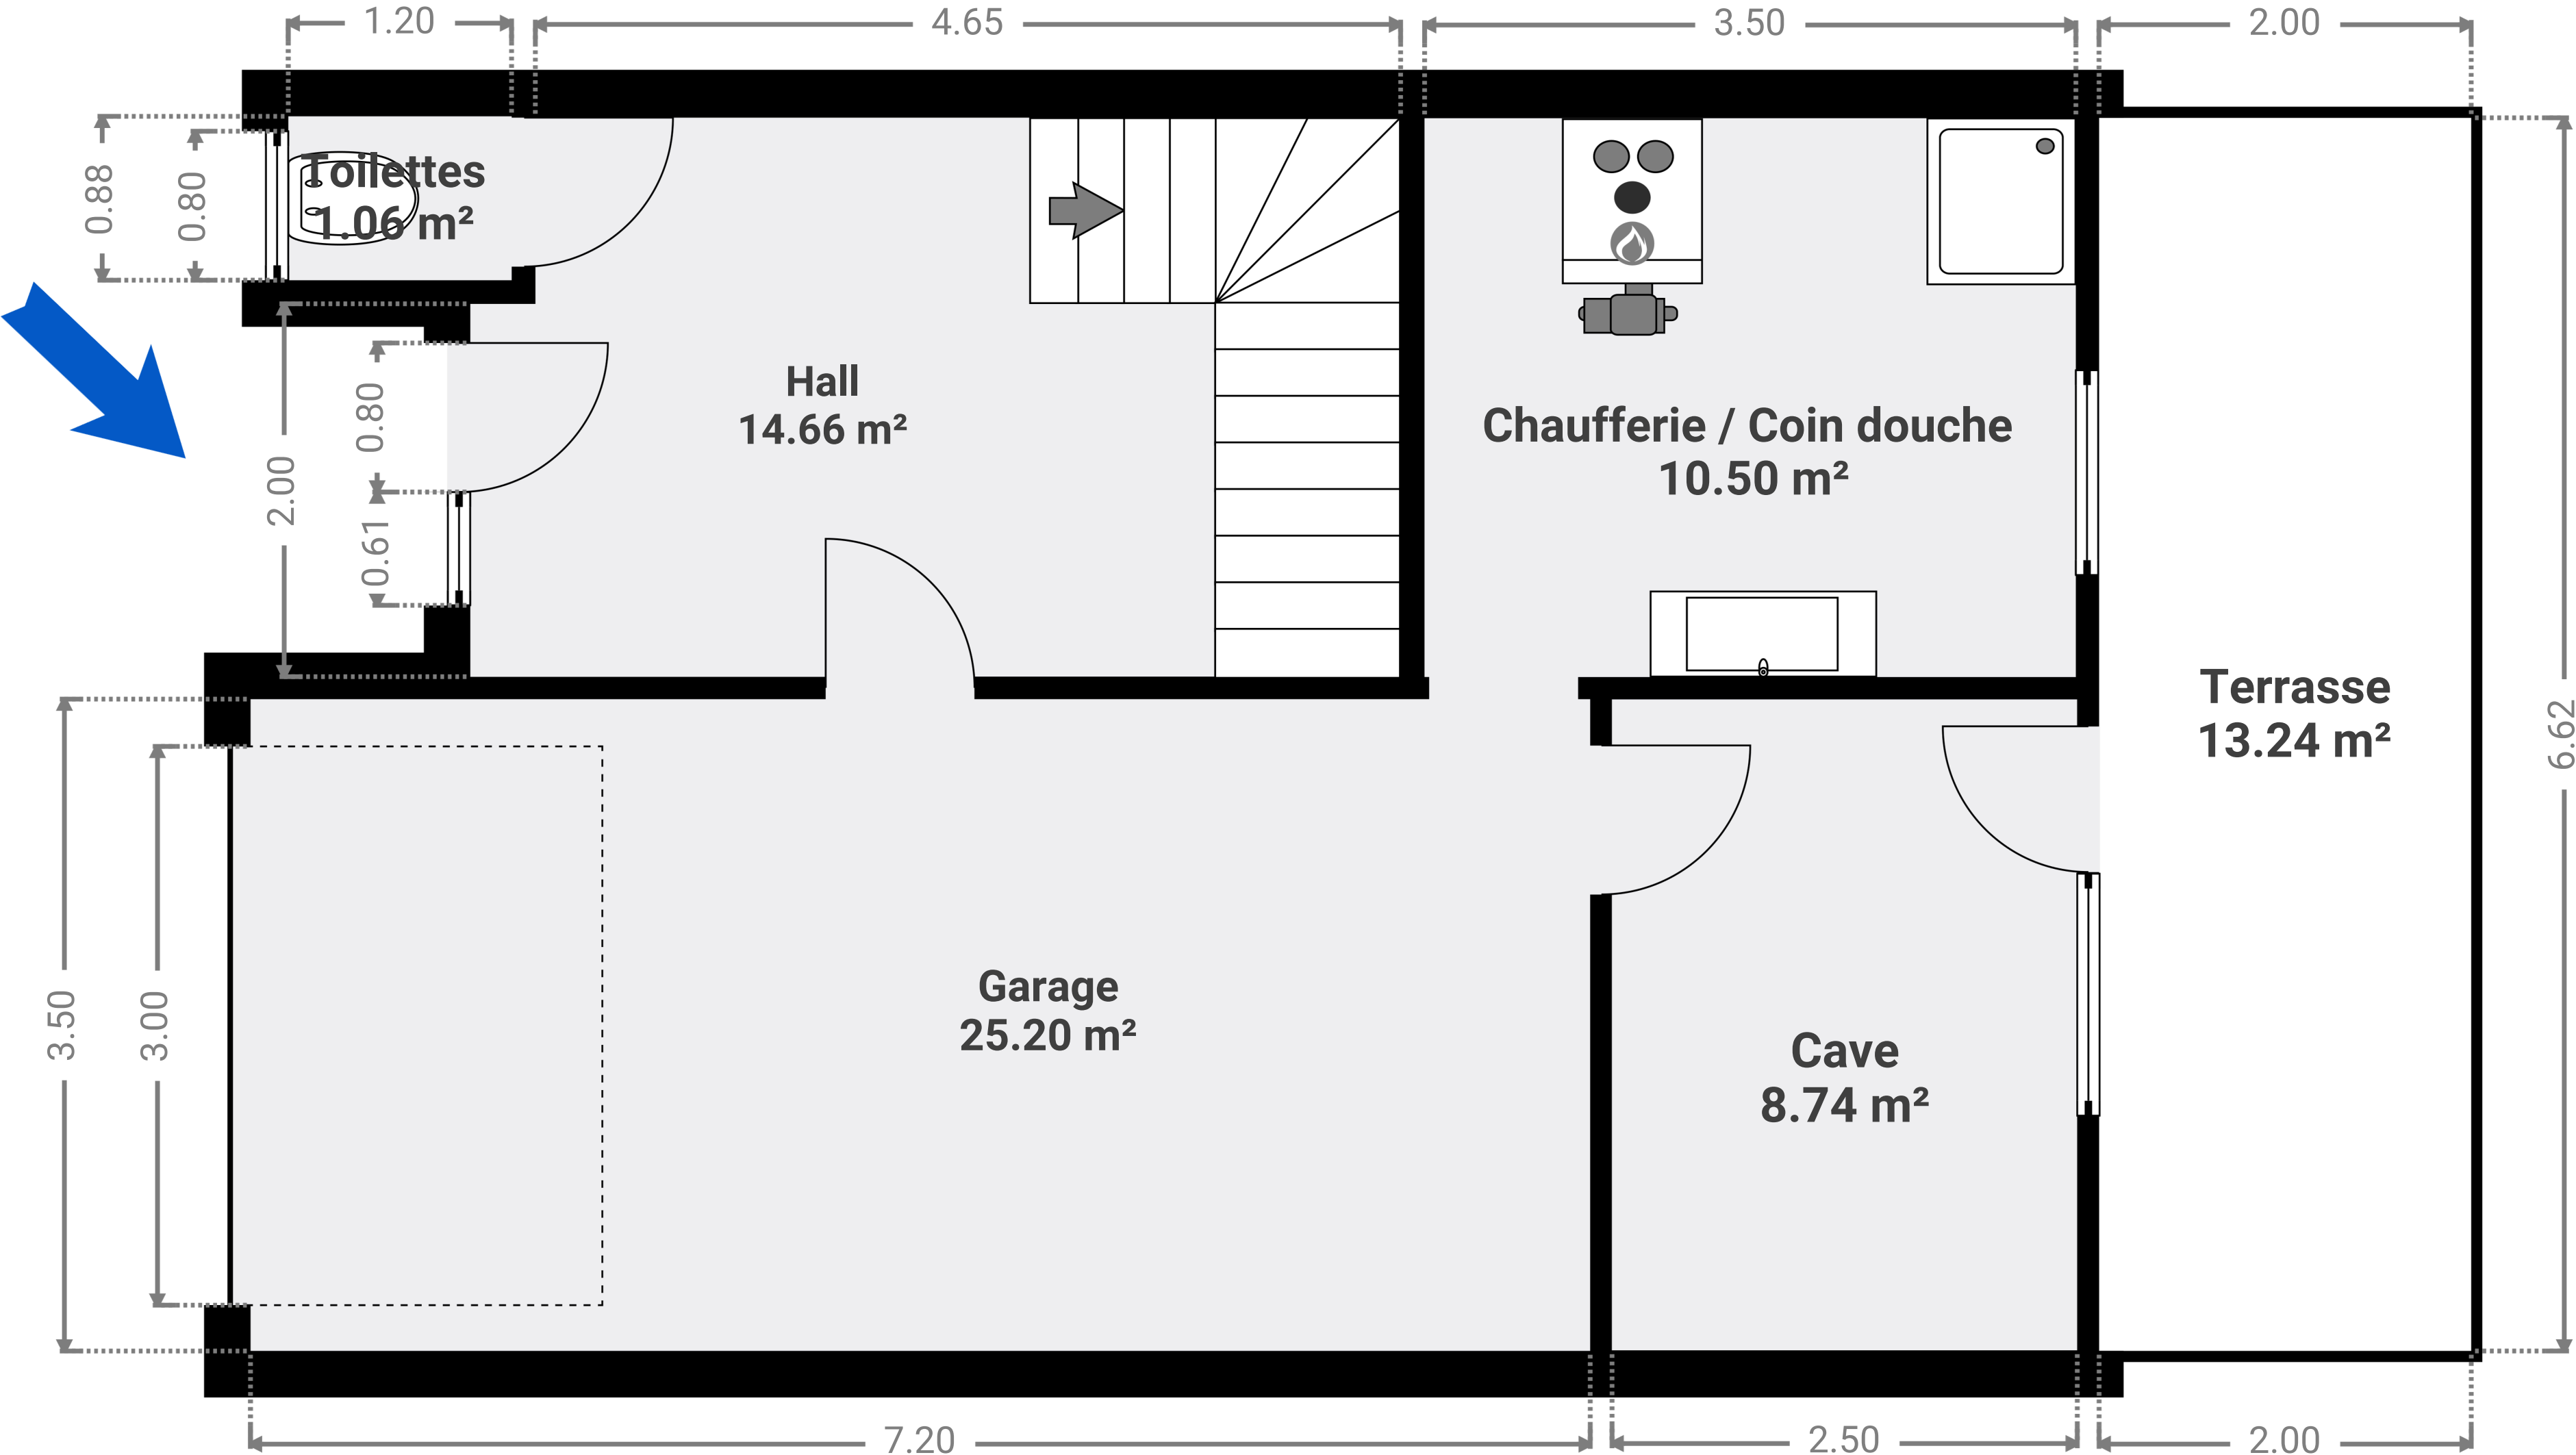 1.20
4.65
3.50
2.00
0.88
0.80
Toilettes
1.06 m²
2.00
0.80
0.61
Hall
14.66 m²
Chaufferie / Coin douche
10.50 m²
Terrasse
13.24 m²
6.62
3.50
3.00
Garage
25.20 m²
Cave
8.74 m²
7.20
2.50
2.00